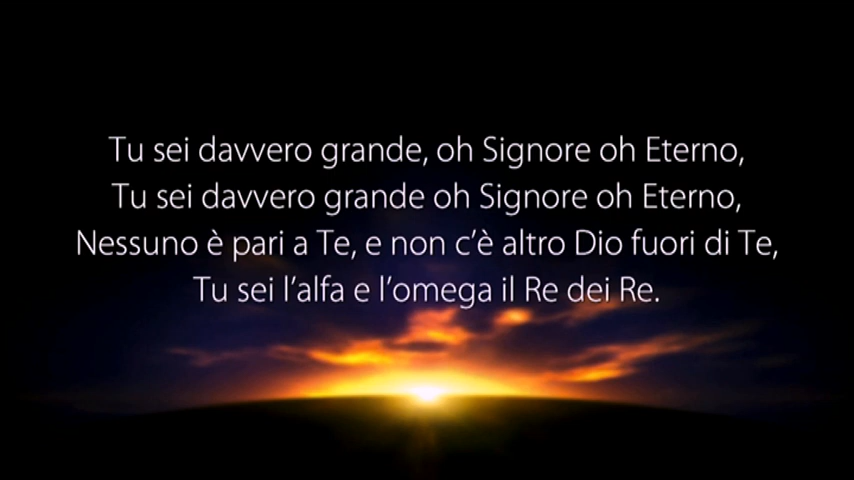 Tu sei davvero grande, oh Signore oh Eterno,
Tu sei davvero grande oh Signore oh Eterno,
Nessuno è pari a Te, e non c’è altro Dio fuori di Te,
Tu sei l’alfa e l’omega il Re dei Re.